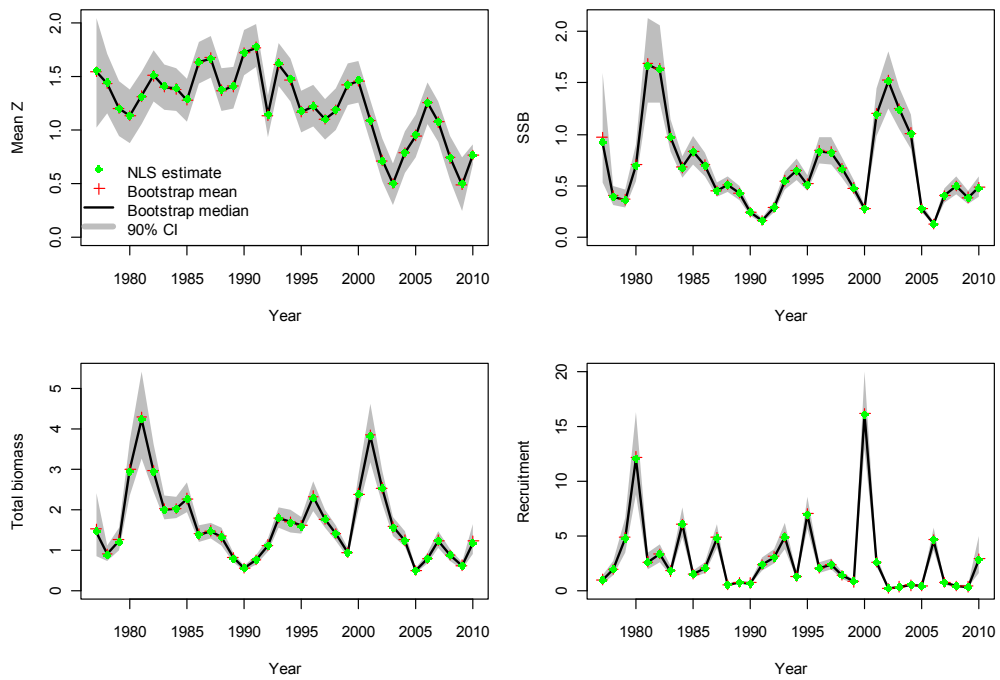 Mean Z
2.0
1.5
1.0
0.5
0.0
NLS estimate
Bootstrap mean
Bootstrap median
90% CI
1980 1985 1990 1995 2000 2005 2010
Year
SSB
2.0
1.5
1.0
0.5
0.0
1980 1985 1990 1995 2000 2005 2010
Year
Total biomass
5
4
3
2
1
0
1980 1985 1990 1995 2000 2005 2010
Year
Recruitment
20
15
10
5
0
1980 1985 1990 1995 2000 2005 2010
Year